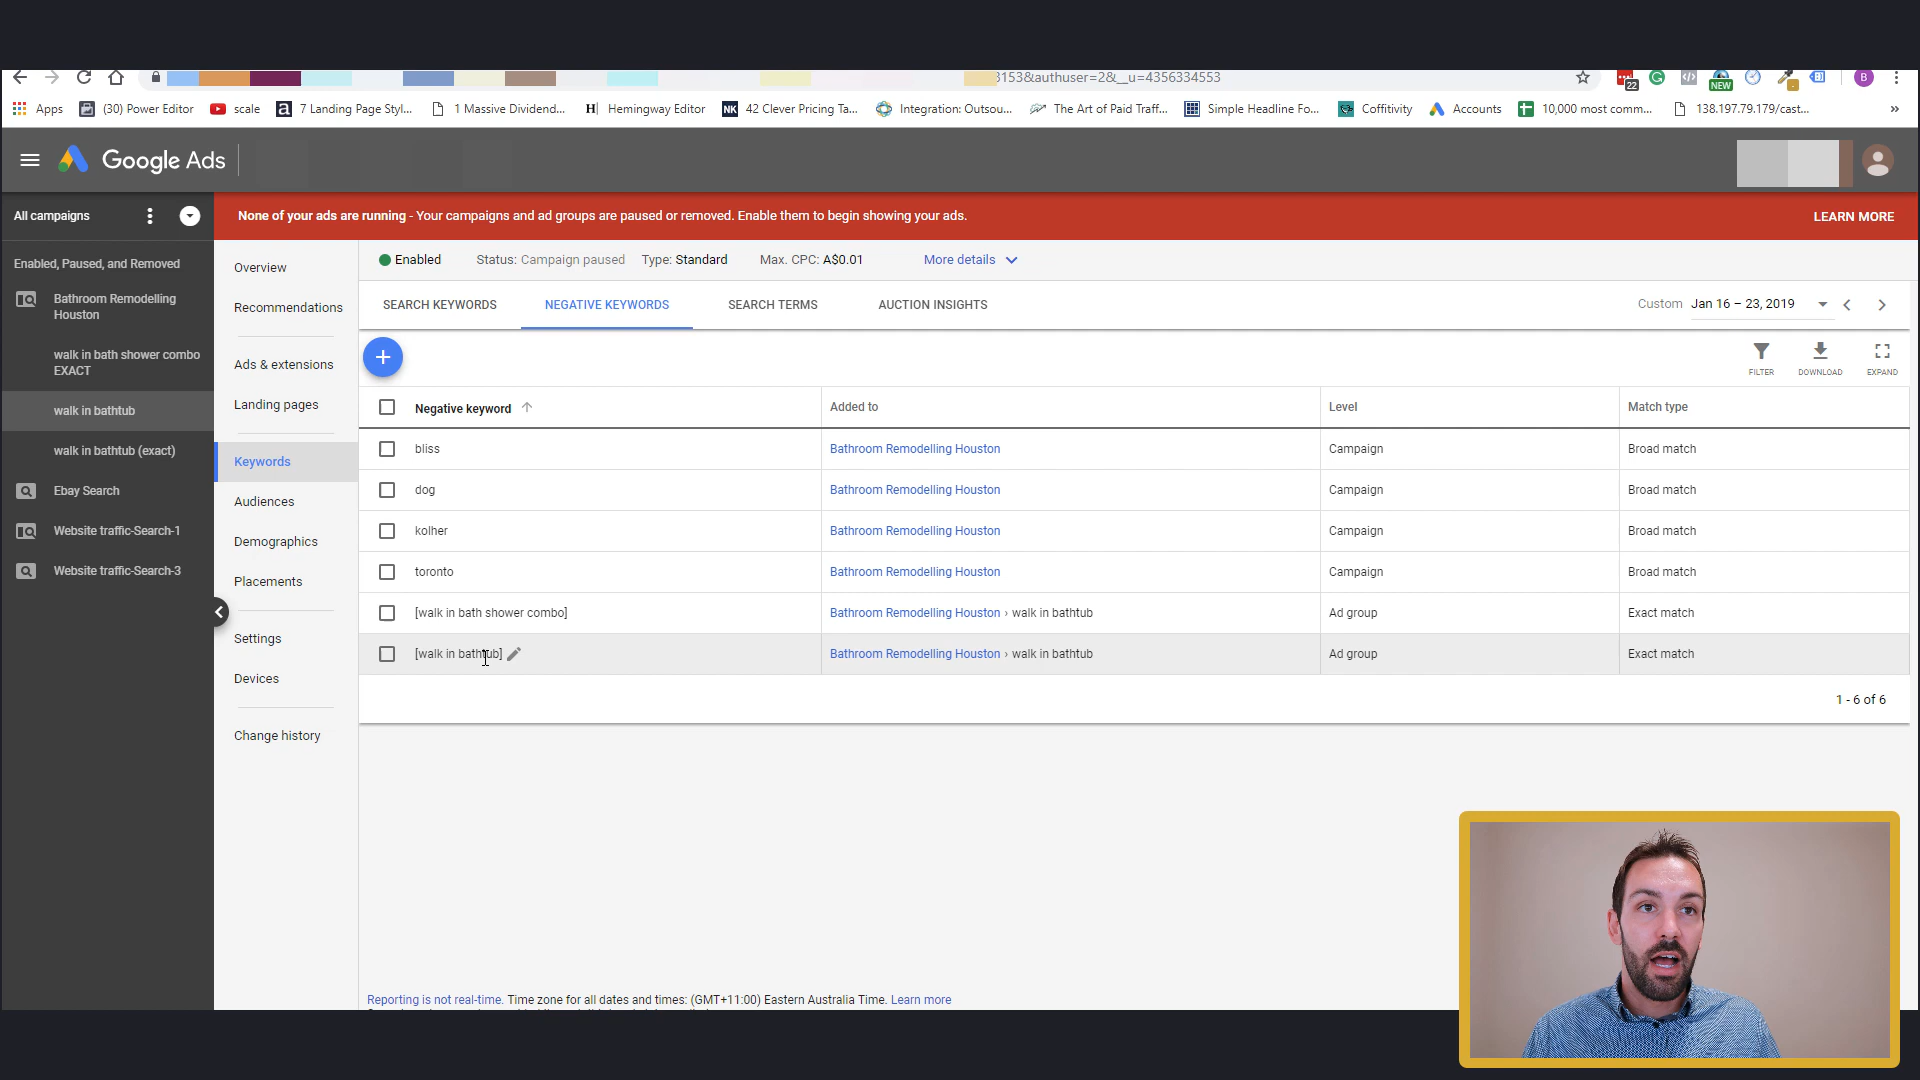 3153&authuser=2&__u=4356334553
22
NEW
B
Apps
(30) Power Editor
scale
a
7 Landing Page Styl...
1 Massive Dividend...
H
Hemingway Editor
NK
42 Clever Pricing Ta...
Integration: Outsou...
The Art of Paid Traff...
Simple Headline Fo...
Coffitivity
Accounts
10,000 most comm...
138.197.79.179/cast...
»
Google Ads
All campaigns
None of your ads are running - Your campaigns and ad groups are paused or removed. Enable them to begin showing your ads.
LEARN MORE
Enabled, Paused, and Removed
Bathroom Remodelling
Houston
walk in bath shower combo
EXACT
walk in bathtub
walk in bathtub (exact)
Ebay Search
Website traffic-Search-1
Website traffic-Search-3
Overview
Recommendations
Ads & extensions
Landing pages
Keywords
Audiences
Demographics
Placements
Settings
Devices
Change history
Enabled
Status: Campaign paused
Type: Standard
Max. CPC: A$0.01
More details
SEARCH KEYWORDS
NEGATIVE KEYWORDS
SEARCH TERMS
AUCTION INSIGHTS
Custom
Jan 16 – 23, 2019
FILTER
DOWNLOAD
EXPAND
Negative keyword
Added to
Level
Match type
bliss
Bathroom Remodelling Houston
Campaign
Broad match
dog
Bathroom Remodelling Houston
Campaign
Broad match
kolher
Bathroom Remodelling Houston
Campaign
Broad match
toronto
Bathroom Remodelling Houston
Campaign
Broad match
[walk in bath shower combo]
Bathroom Remodelling Houston › walk in bathtub
Ad group
Exact match
[walk in bathtub]
Bathroom Remodelling Houston › walk in bathtub
Ad group
Exact match
1 - 6 of 6
Reporting is not real-time. Time zone for all dates and times: (GMT+11:00) Eastern Australia Time. Learn more